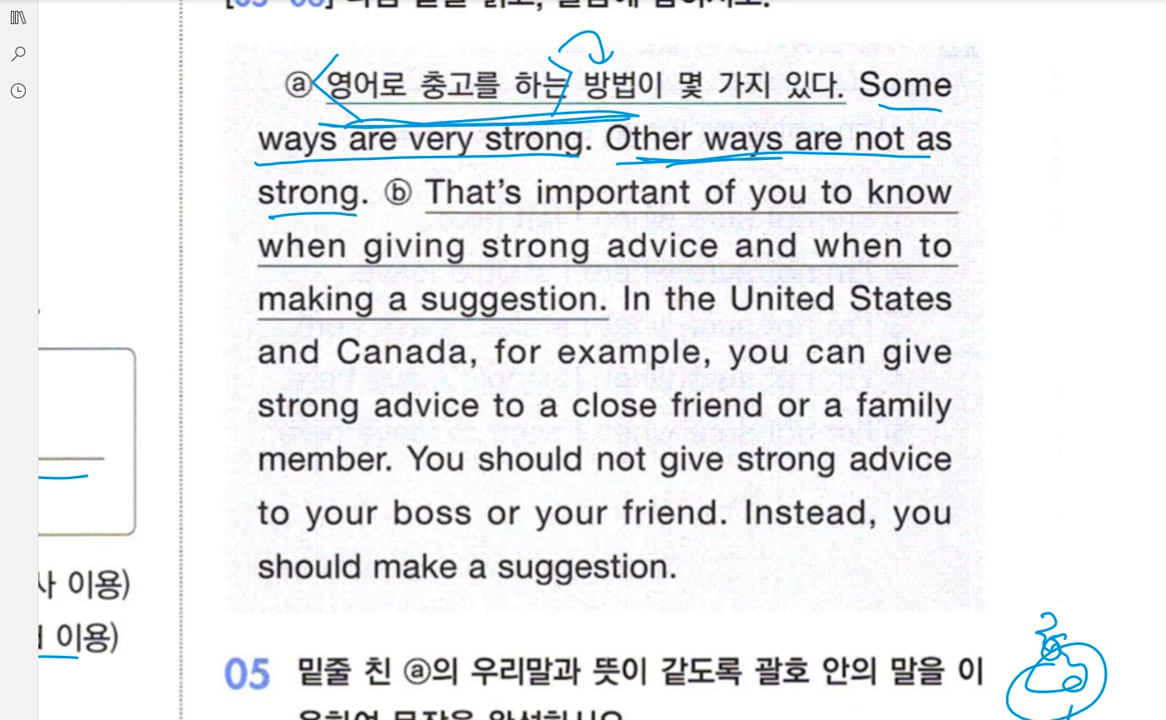 ⓐ 영어로 충고를 하는 방법이 몇 가지 있다. Some
ways are very strong. Other ways are not as
strong. ⓑ That's important of you to know
when giving strong advice and when to
making a suggestion. In the United States
and Canada, for example, you can give
strong advice to a close friend or a family
member. You should not give strong advice
to your boss or your friend. Instead, you
should make a suggestion.
이용)
이용)
05 밑줄 친 ⓐ의 우리말과 뜻이 같도록 괄호 안의 말을 이